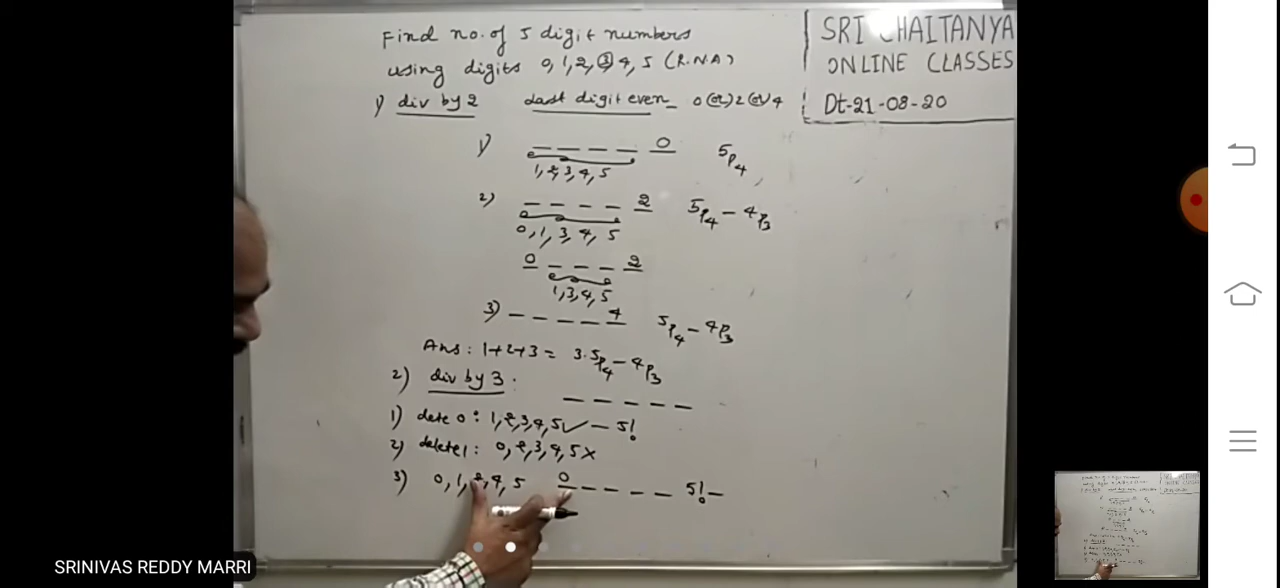 Find no. of 5 digit numbers
using digits 0, 1, 2, 3, 4, 5 (R.N.A)
SRI CHAITANYA
ONLINE CLASSES
Dt-21-08-20
1) div by 2 Last digit even_ 0 (or) 2 (or) 4
1) _ _ _ _ 0 5P4
1, 2, 3, 4, 5
2) _ _ _ _ 2 5P4 - 4P3
0, 1, 3, 4, 5
0 _ _ _ 2
1, 3, 4, 5
3) _ _ _ _ 4 5P4 - 4P3
Ans: 1+2+3 = 3.5P4 - 4P3
2) div by 3 : _ _ _ _ _
1) dete 0: 1, 2, 3, 4, 5 ✓ - 5!
2) delete 1: 0, 2, 3, 4, 5 x
3) 0, 1, 2, 4, 5 0 _ _ _ _ 5! -
SRINIVAS REDDY MARRI